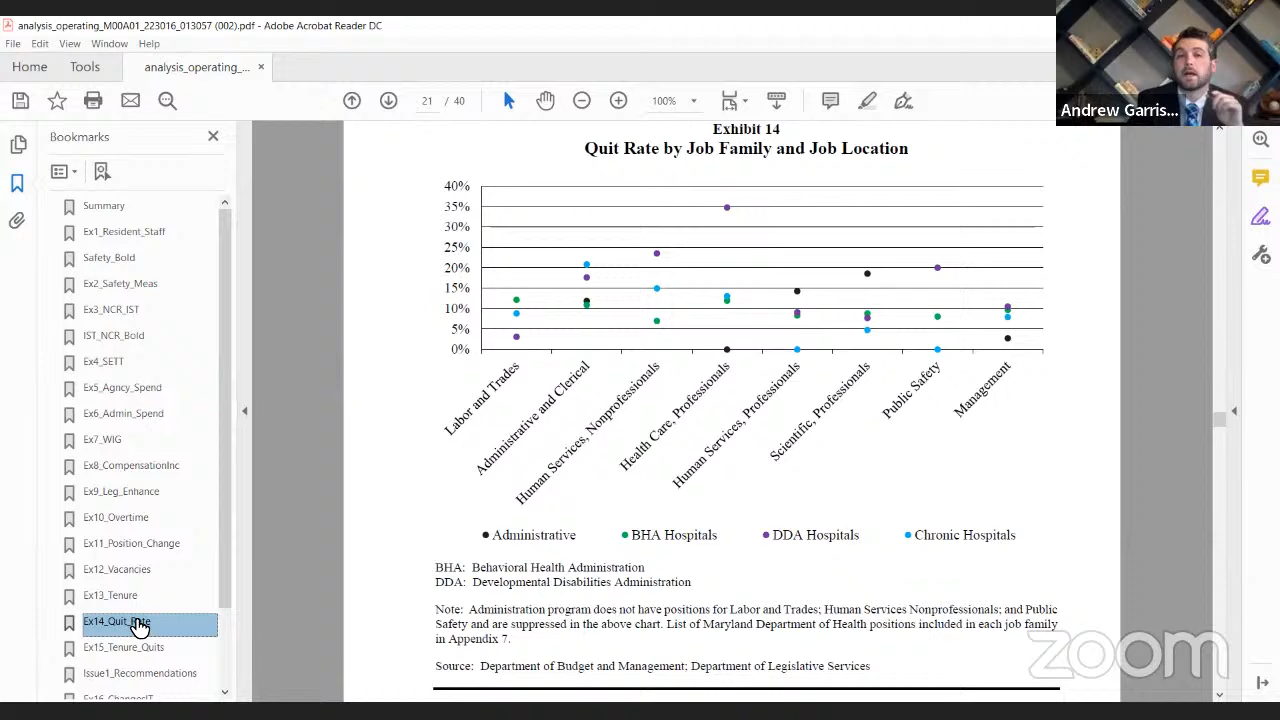 analysis_operating_M00A01_223016_013057 (002).pdf - Adobe Acrobat Reader DC
File Edit View Window Help
Home Tools analysis_operating_... ×
21 / 40 100%
Andrew Garris...
Bookmarks
Summary
Ex1_Resident_Staff
Safety_Bold
Ex2_Safety_Meas
Ex3_NCR_IST
IST_NCR_Bold
Ex4_SETT
Ex5_Agncy_Spend
Ex6_Admin_Spend
Ex7_WIG
Ex8_CompensationInc
Ex9_Leg_Enhance
Ex10_Overtime
Ex11_Position_Change
Ex12_Vacancies
Ex13_Tenure
Ex14_Quit_Rate
Ex15_Tenure_Quits
Issue1_Recommendations
Ex16_ChangesIT
Exhibit 14
Quit Rate by Job Family and Job Location
40%
35%
30%
25%
20%
15%
10%
5%
0%
Labor and Trades
Administrative and Clerical
Human Services, Nonprofessionals
Health Care, Professionals
Human Services, Professionals
Scientific, Professionals
Public Safety
Management
Administrative BHA Hospitals DDA Hospitals Chronic Hospitals
BHA: Behavioral Health Administration
DDA: Developmental Disabilities Administration
Note: Administration program does not have positions for Labor and Trades; Human Services Nonprofessionals; and Public
Safety and are suppressed in the above chart. List of Maryland Department of Health positions included in each job family
in Appendix 7.
Source: Department of Budget and Management; Department of Legislative Services
zoom